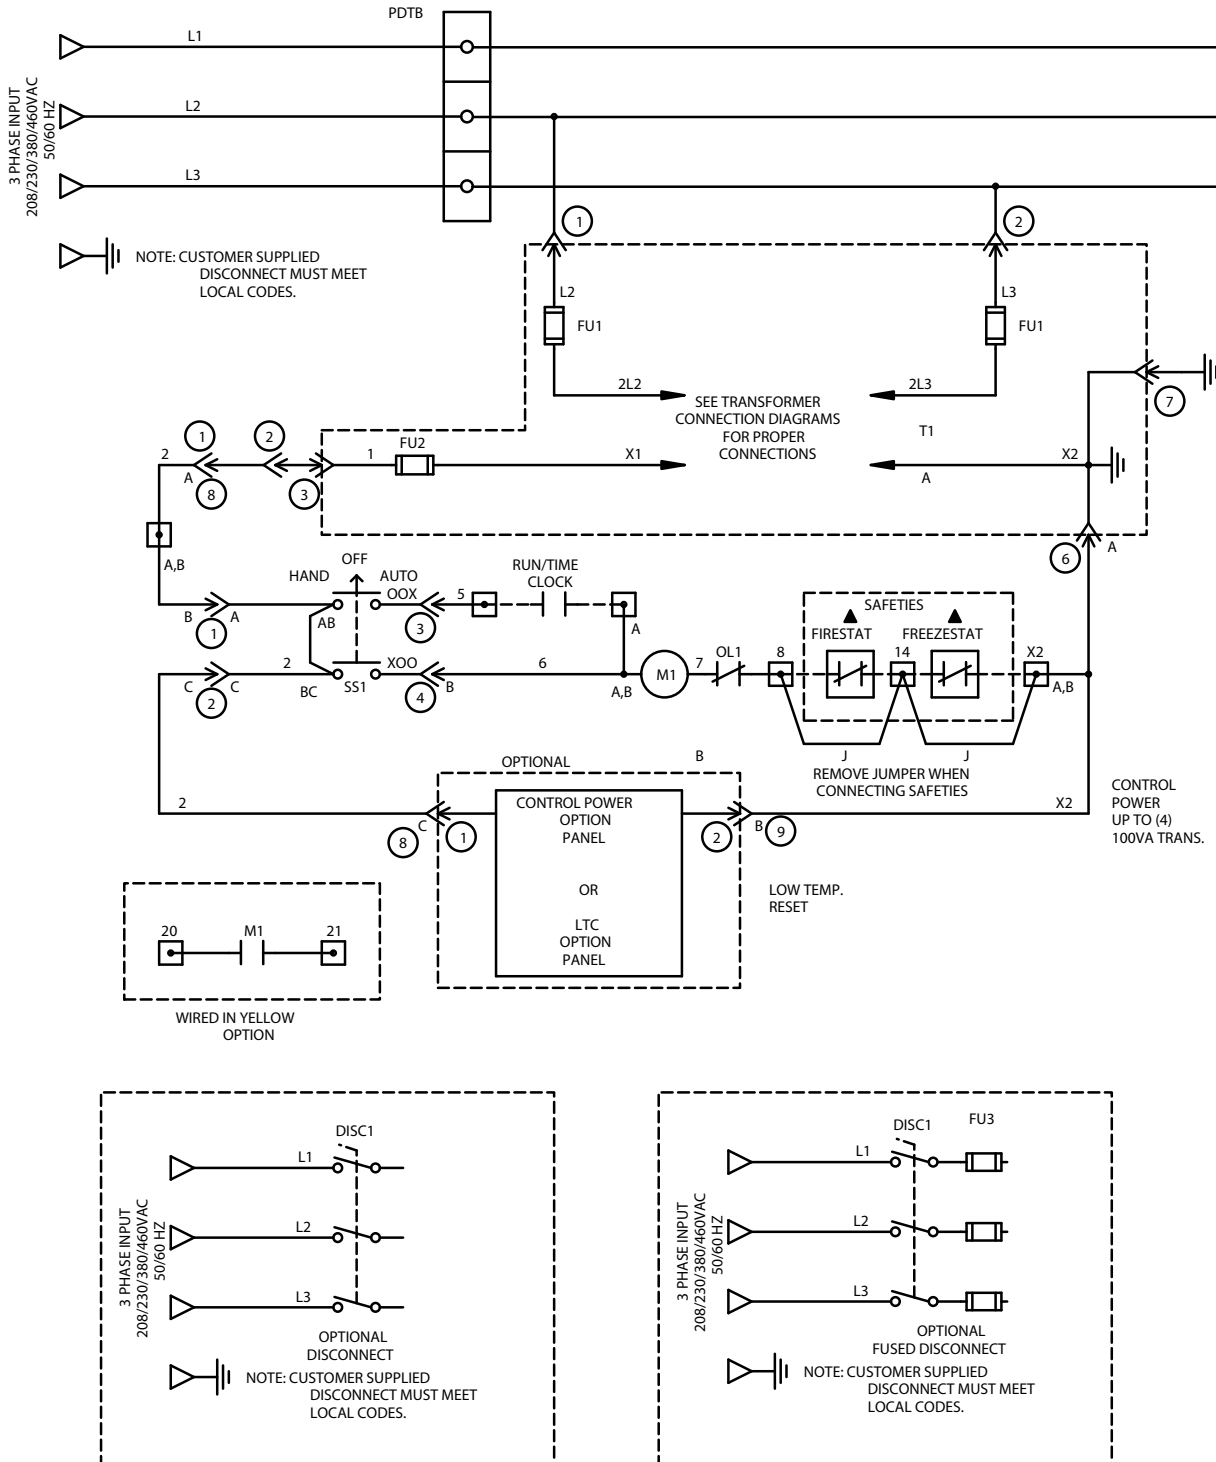 PDTB
L1
L2
L3
3 PHASE INPUT
208/230/380/460VAC
50/60 HZ
NOTE: CUSTOMER SUPPLIED
DISCONNECT MUST MEET
LOCAL CODES.
1
2
L2
L3
FU1
FU1
2L2
2L3
SEE TRANSFORMER
CONNECTION DIAGRAMS
FOR PROPER
CONNECTIONS
T1
7
2
1
2
A
8
3
1
FU2
X1
A
X2
6
A
A,B
OFF
HAND
AUTO
OOX
RUN/TIME
CLOCK
B
A
1
AB
3
5
A
SAFETIES
FIRESTAT
FREEZESTAT
C
C
2
2
BC
SS1
XOO
4
B
6
A,B
M1
7
OL1
8
14
X2
A,B
J
J
REMOVE JUMPER WHEN
CONNECTING SAFETIES
OPTIONAL
B
2
C
8
1
CONTROL POWER
OPTION
PANEL
OR
LTC
OPTION
PANEL
2
B
9
X2
CONTROL
POWER
UP TO (4)
100VA TRANS.
LOW TEMP.
RESET
20
M1
21
WIRED IN YELLOW
OPTION
DISC1
L1
L2
L3
3 PHASE INPUT
208/230/380/460VAC
50/60 HZ
OPTIONAL
DISCONNECT
NOTE: CUSTOMER SUPPLIED
DISCONNECT MUST MEET
LOCAL CODES.
DISC1
FU3
L1
L2
L3
3 PHASE INPUT
208/230/380/460VAC
50/60 HZ
OPTIONAL
FUSED DISCONNECT
NOTE: CUSTOMER SUPPLIED
DISCONNECT MUST MEET
LOCAL CODES.